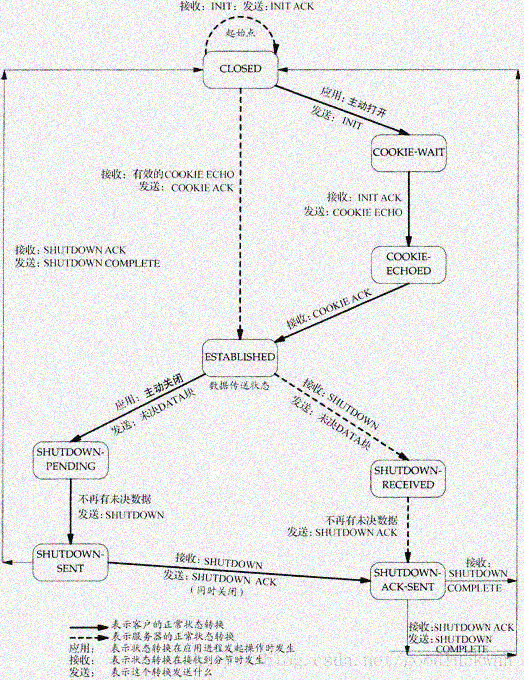 接收：INIT；发送：INIT ACK
起始点
CLOSED
应用：主动打开
发送：INIT
COOKIE-WAIT
接收：有效的COOKIE ECHO
发送：COOKIE ACK
接收：INIT ACK
发送：COOKIE ECHO
接收：SHUTDOWN ACK
发送：SHUTDOWN COMPLETE
COOKIE-
ECHOED
接收：COOKIE ACK
ESTABLISHED
数据传送状态
应用：主动关闭
发送：未决DATA块
接收：SHUTDOWN
发送：未决DATA块
SHUTDOWN-
PENDING
SHUTDOWN-
RECEIVED
不再有未决数据
发送：SHUTDOWN
不再有未决数据
发送：SHUTDOWN ACK
SHUTDOWN-
SENT
接收：SHUTDOWN
发送：SHUTDOWN ACK
(同时关闭)
SHUTDOWN-
ACK-SENT
接收：
SHUTDOWN
COMPLETE
接收：SHUTDOWN ACK
发送：SHUTDOWN
COMPLETE
表示客户的正常状态转换
表示服务器的正常状态转换
应用： 表示状态转换在应用进程发起操作时发生
接收： 表示状态转换在接收到分节时发生
发送： 表示这个转换发送什么